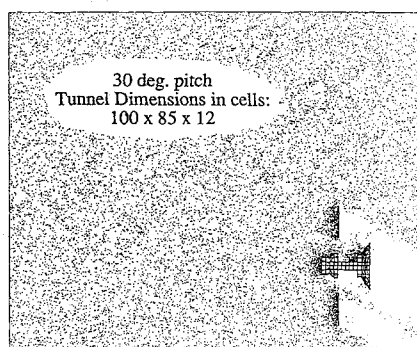 30 deg. pitch
Tunnel Dimensions in cells:
100 x 85 x 12